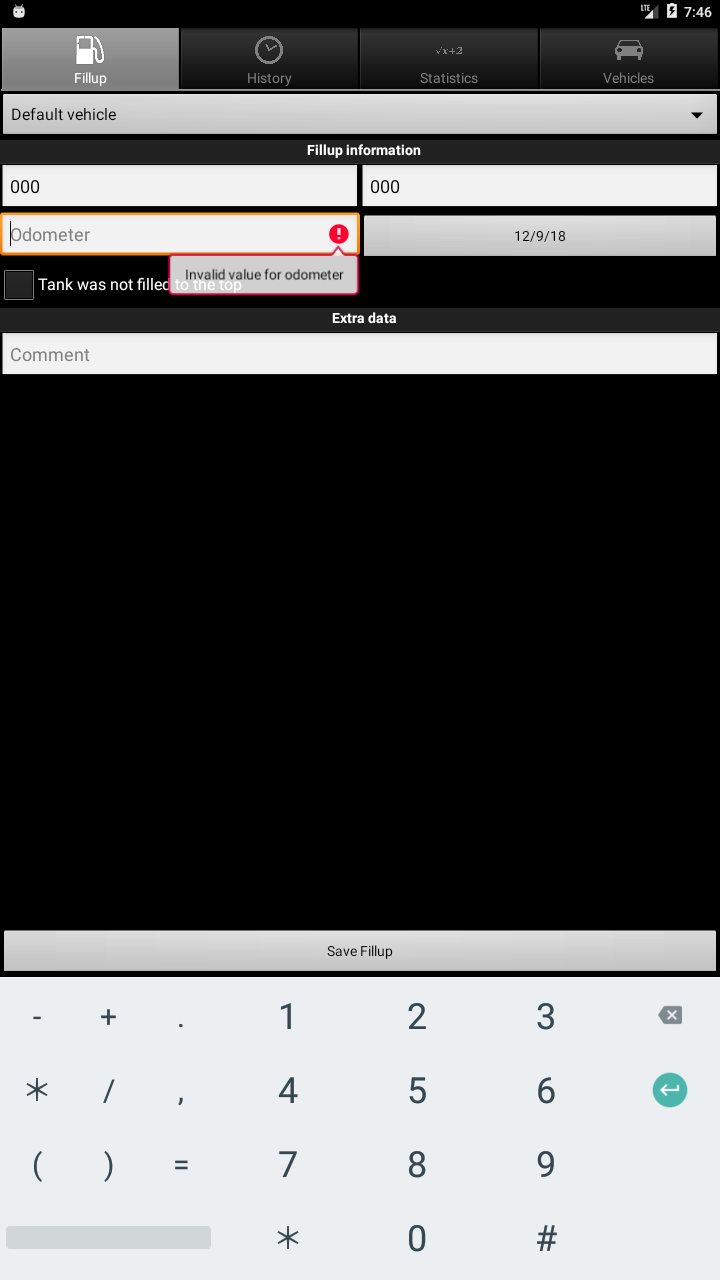 LTE 7:46
√x+2
Fillup History Statistics Vehicles
Default vehicle
Fillup information
000 000
Odometer 12/9/18
Invalid value for odometer
Tank was not filled to the top
Extra data
Comment
Save Fillup
- + . 1 2 3
* / , 4 5 6
( ) = 7 8 9
* 0 #